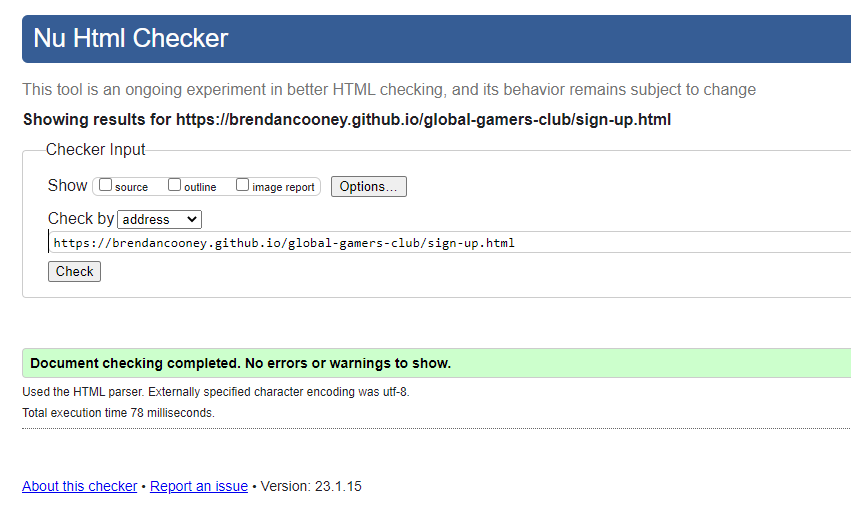 Nu Html Checker
This tool is an ongoing experiment in better HTML checking, and its behavior remains subject to change
Showing results for https://brendancooney.github.io/global-gamers-club/sign-up.html
Checker Input
Show source outline image report Options...
Check by address
https://brendancooney.github.io/global-gamers-club/sign-up.html
Check
Document checking completed. No errors or warnings to show.
Used the HTML parser. Externally specified character encoding was utf-8.
Total execution time 78 milliseconds.
About this checker • Report an issue • Version: 23.1.15